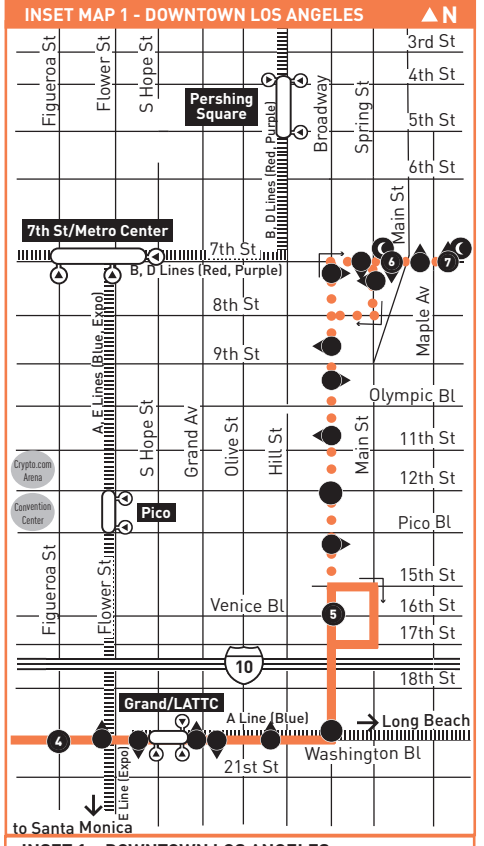 INSET MAP 1 - DOWNTOWN LOS ANGELES
N
Figueroa St
Flower St
S Hope St
Broadway
Spring St
3rd St
4th St
Pershing
Square
5th St
B, D Lines (Red, Purple)
6th St
Main St
7th St/Metro Center
7th St
B, D Lines (Red, Purple)
6
7
8th St
Maple Av
A, E Lines (Blue, Expo)
9th St
Olympic Bl
S Hope St
Grand Av
Olive St
Hill St
Main St
11th St
Crypto.com
Arena
12th St
Convention
Center
Pico
Pico Bl
Figueroa St
Flower St
15th St
Venice Bl
5
16th St
17th St
10
18th St
Grand/LATTC
A Line (Blue)
Long Beach
4
Washington Bl
21st St
E Line (Expo)
to Santa Monica
INSET 1 - DOWNTOWN LOS ANGELES